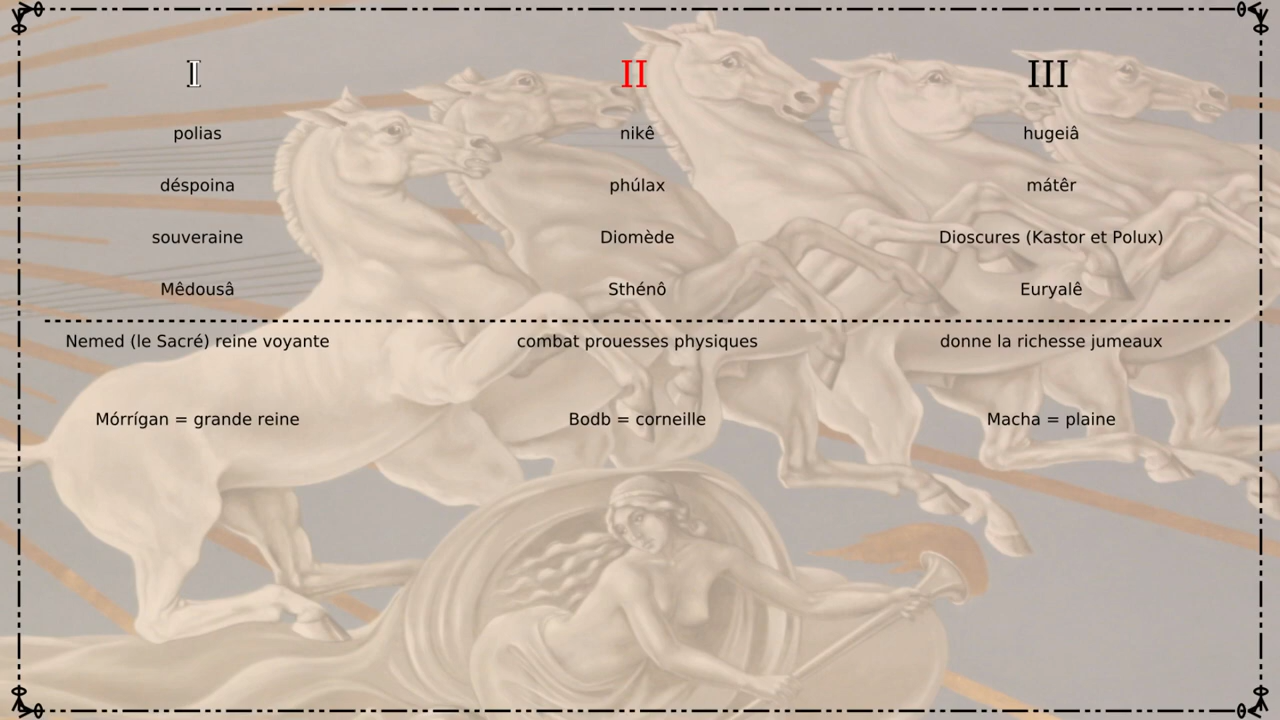 I II III
polias nikê hugeiâ
déspoina phúlax mátêr
souveraine Diomède Dioscures (Kastor et Polux)
Mêdousâ Sthénô Euryalê
Nemed (le Sacré) reine voyante combat prouesses physiques donne la richesse jumeaux
Mórrígan = grande reine Bodb = corneille Macha = plaine